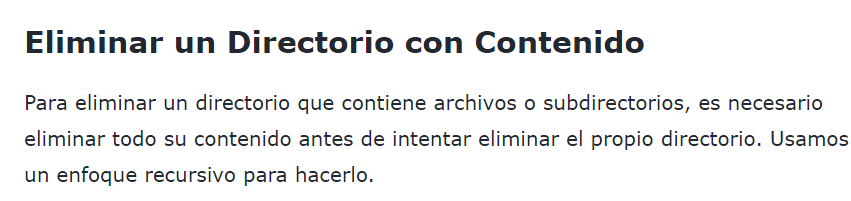 Eliminar un Directorio con Contenido
Para eliminar un directorio que contiene archivos o subdirectorios, es necesario
eliminar todo su contenido antes de intentar eliminar el propio directorio. Usamos
un enfoque recursivo para hacerlo.